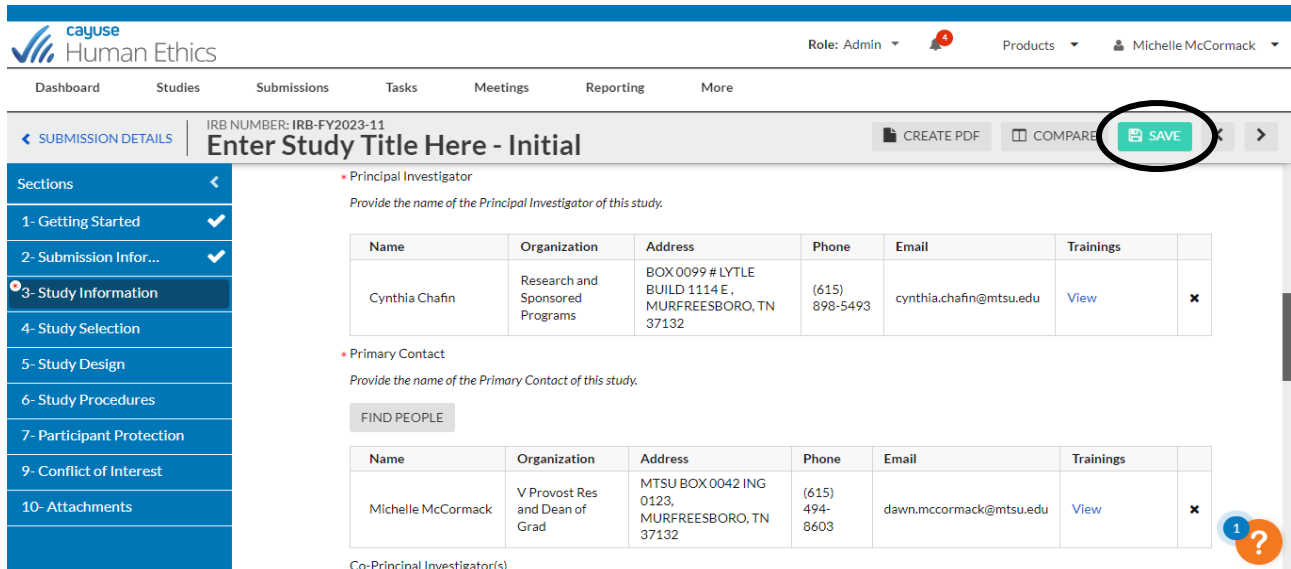 cayuse
Human Ethics
Role: Admin
4
Products
Michelle McCormack
Dashboard Studies Submissions Tasks Meetings Reporting More
SUBMISSION DETAILS
IRB NUMBER: IRB-FY2023-11
Enter Study Title Here - Initial
CREATE PDF
COMPARE
SAVE
Sections
1- Getting Started
2- Submission Infor...
3- Study Information
4- Study Selection
5- Study Design
6- Study Procedures
7- Participant Protection
9- Conflict of Interest
10- Attachments
* Principal Investigator
Provide the name of the Principal Investigator of this study.
Name Organization Address Phone Email Trainings
Cynthia Chafin
Research and
Sponsored
Programs
BOX 0099 # LYTLE
BUILD 1114 E ,
MURFREESBORO, TN
37132
(615)
898-5493
cynthia.chafin@mtsu.edu
View
* Primary Contact
Provide the name of the Primary Contact of this study.
FIND PEOPLE
Name Organization Address Phone Email Trainings
Michelle McCormack
V Provost Res
and Dean of
Grad
MTSU BOX 0042 ING
0123,
MURFREESBORO, TN
37132
(615)
494-
8603
dawn.mccormack@mtsu.edu
View
Co-Principal Investigator(s)
1
?